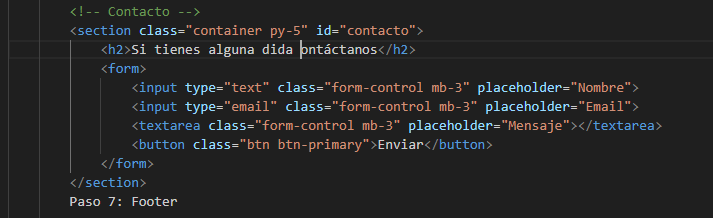 <!-- Contacto -->
<section class="container py-5" id="contacto">
<h2>Si tienes alguna dida ontáctanos</h2>
<form>
<input type="text" class="form-control mb-3" placeholder="Nombre">
<input type="email" class="form-control mb-3" placeholder="Email">
<textarea class="form-control mb-3" placeholder="Mensaje"></textarea>
<button class="btn btn-primary">Enviar</button>
</form>
</section>
Paso 7: Footer